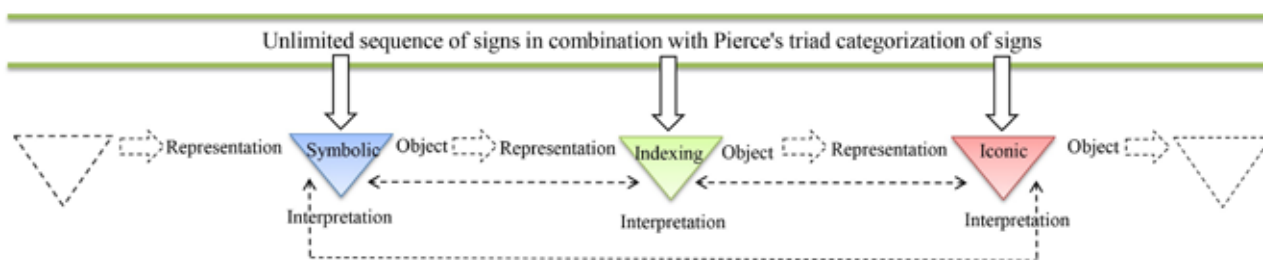 Unlimited sequence of signs in combination with Pierce's triad categorization of signs
Representation Symbolic Object Representation Indexing Object Representation Iconic Object
Interpretation Interpretation Interpretation